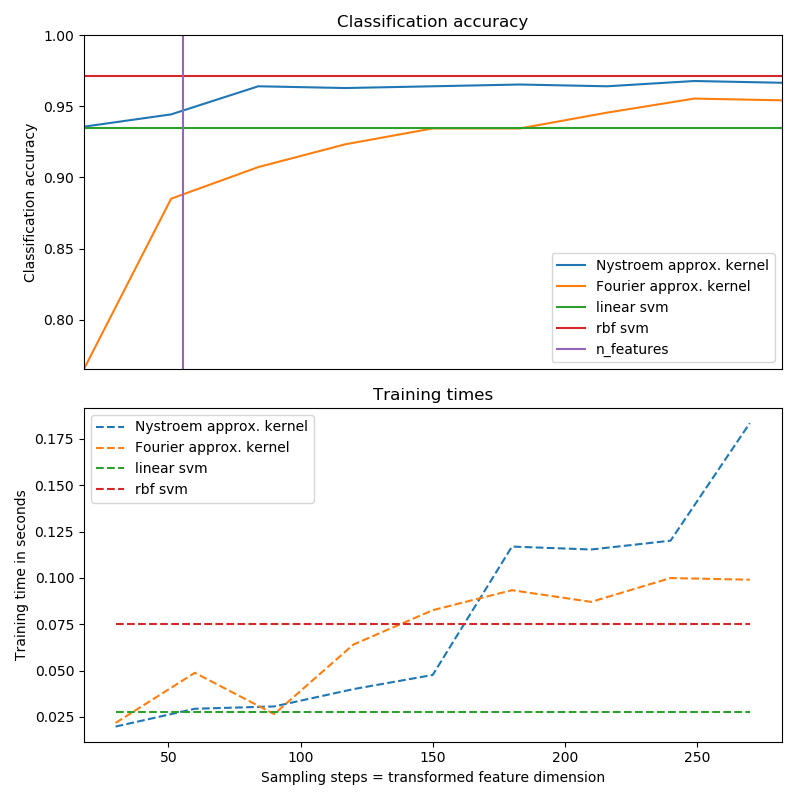 Classification accuracy
1.00
0.95
0.90
0.85
0.80
Classification accuracy
Nystroem approx. kernel
Fourier approx. kernel
linear svm
rbf svm
n_features
Training times
0.175
0.150
0.125
0.100
0.075
0.050
0.025
Training time in seconds
Nystroem approx. kernel
Fourier approx. kernel
linear svm
rbf svm
50 100 150 200 250
Sampling steps = transformed feature dimension